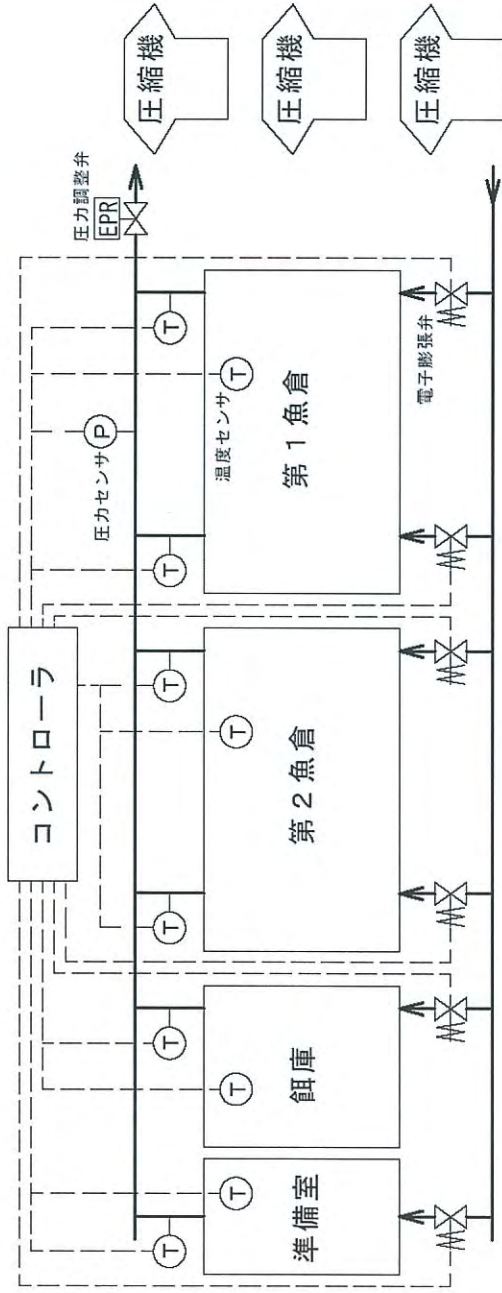 コントローラ
圧力センサ
P
圧力調整弁
EPR
圧縮機
圧縮機
圧縮機
T
T
T
T
T
T
T
T
T
T
温度センサ
準備室
餌庫
第2魚倉
第1魚倉
電子膨張弁